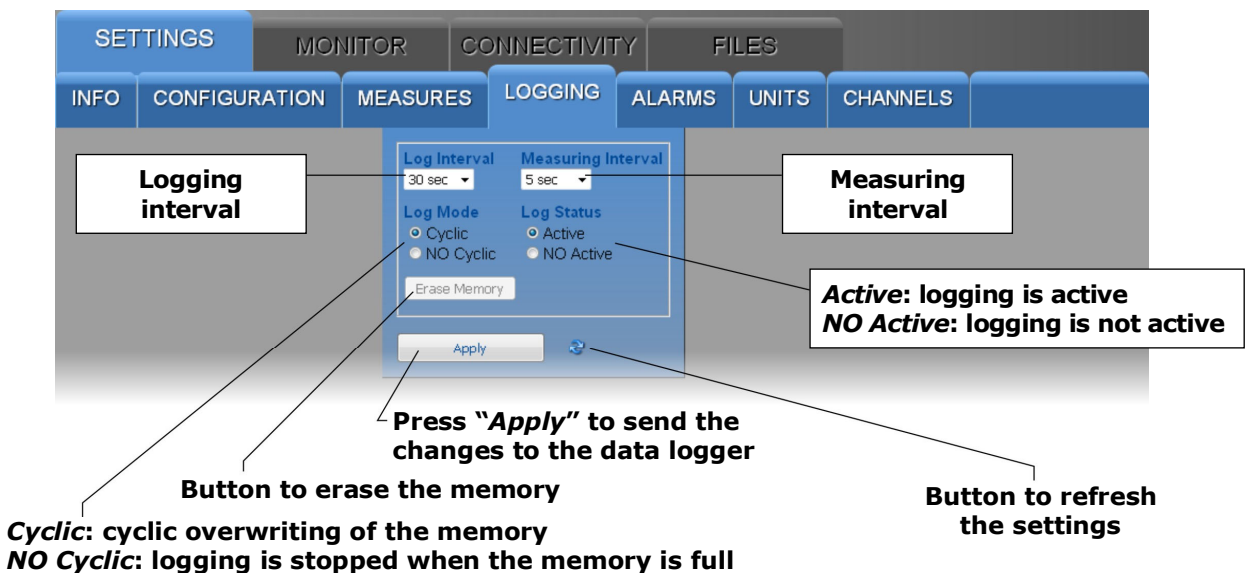 SETTINGS MONITOR CONNECTIVITY FILES
INFO CONFIGURATION MEASURES LOGGING ALARMS UNITS CHANNELS
Logging
interval
Log Interval Measuring Interval
30 sec 5 sec
Log Mode Log Status
Cyclic Active
NO Cyclic NO Active
Erase Memory
Apply
Measuring
interval
Active: logging is active
NO Active: logging is not active
Press “Apply” to send the
changes to the data logger
Button to erase the memory
Button to refresh
the settings
Cyclic: cyclic overwriting of the memory
NO Cyclic: logging is stopped when the memory is full